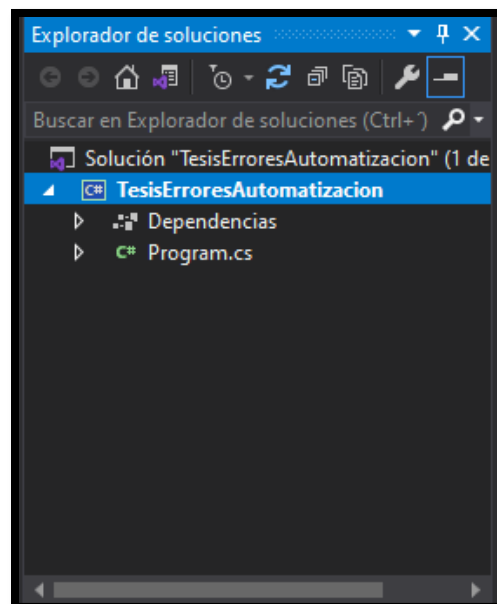 Explorador de soluciones
Buscar en Explorador de soluciones (Ctrl+´)
Solución "TesisErroresAutomatizacion" (1 de
C# TesisErroresAutomatizacion
Dependencias
C# Program.cs